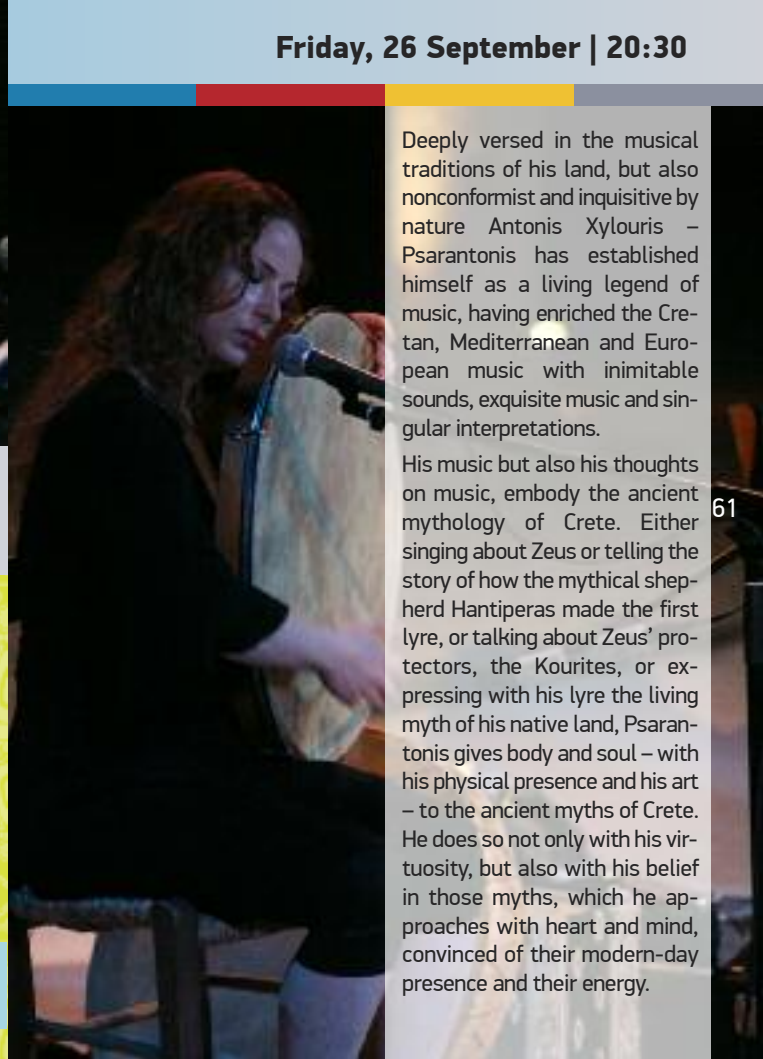 Friday, 26 September | 20:30
Deeply versed in the musical
traditions of his land, but also
nonconformist and inquisitive by
nature Antonis Xylouris –
Psarantonis has established
himself as a living legend of
music, having enriched the Cre-
tan, Mediterranean and Euro-
pean music with inimitable
sounds, exquisite music and sin-
gular interpretations.
His music but also his thoughts
on music, embody the ancient
mythology of Crete. Either
singing about Zeus or telling the
story of how the mythical shep-
herd Hantiperas made the first
lyre, or talking about Zeus’ pro-
tectors, the Kourites, or ex-
pressing with his lyre the living
myth of his native land, Psaran-
tonis gives body and soul – with
his physical presence and his art
– to the ancient myths of Crete.
He does so not only with his vir-
tuosity, but also with his belief
in those myths, which he ap-
proaches with heart and mind,
convinced of their modern-day
presence and their energy.
61